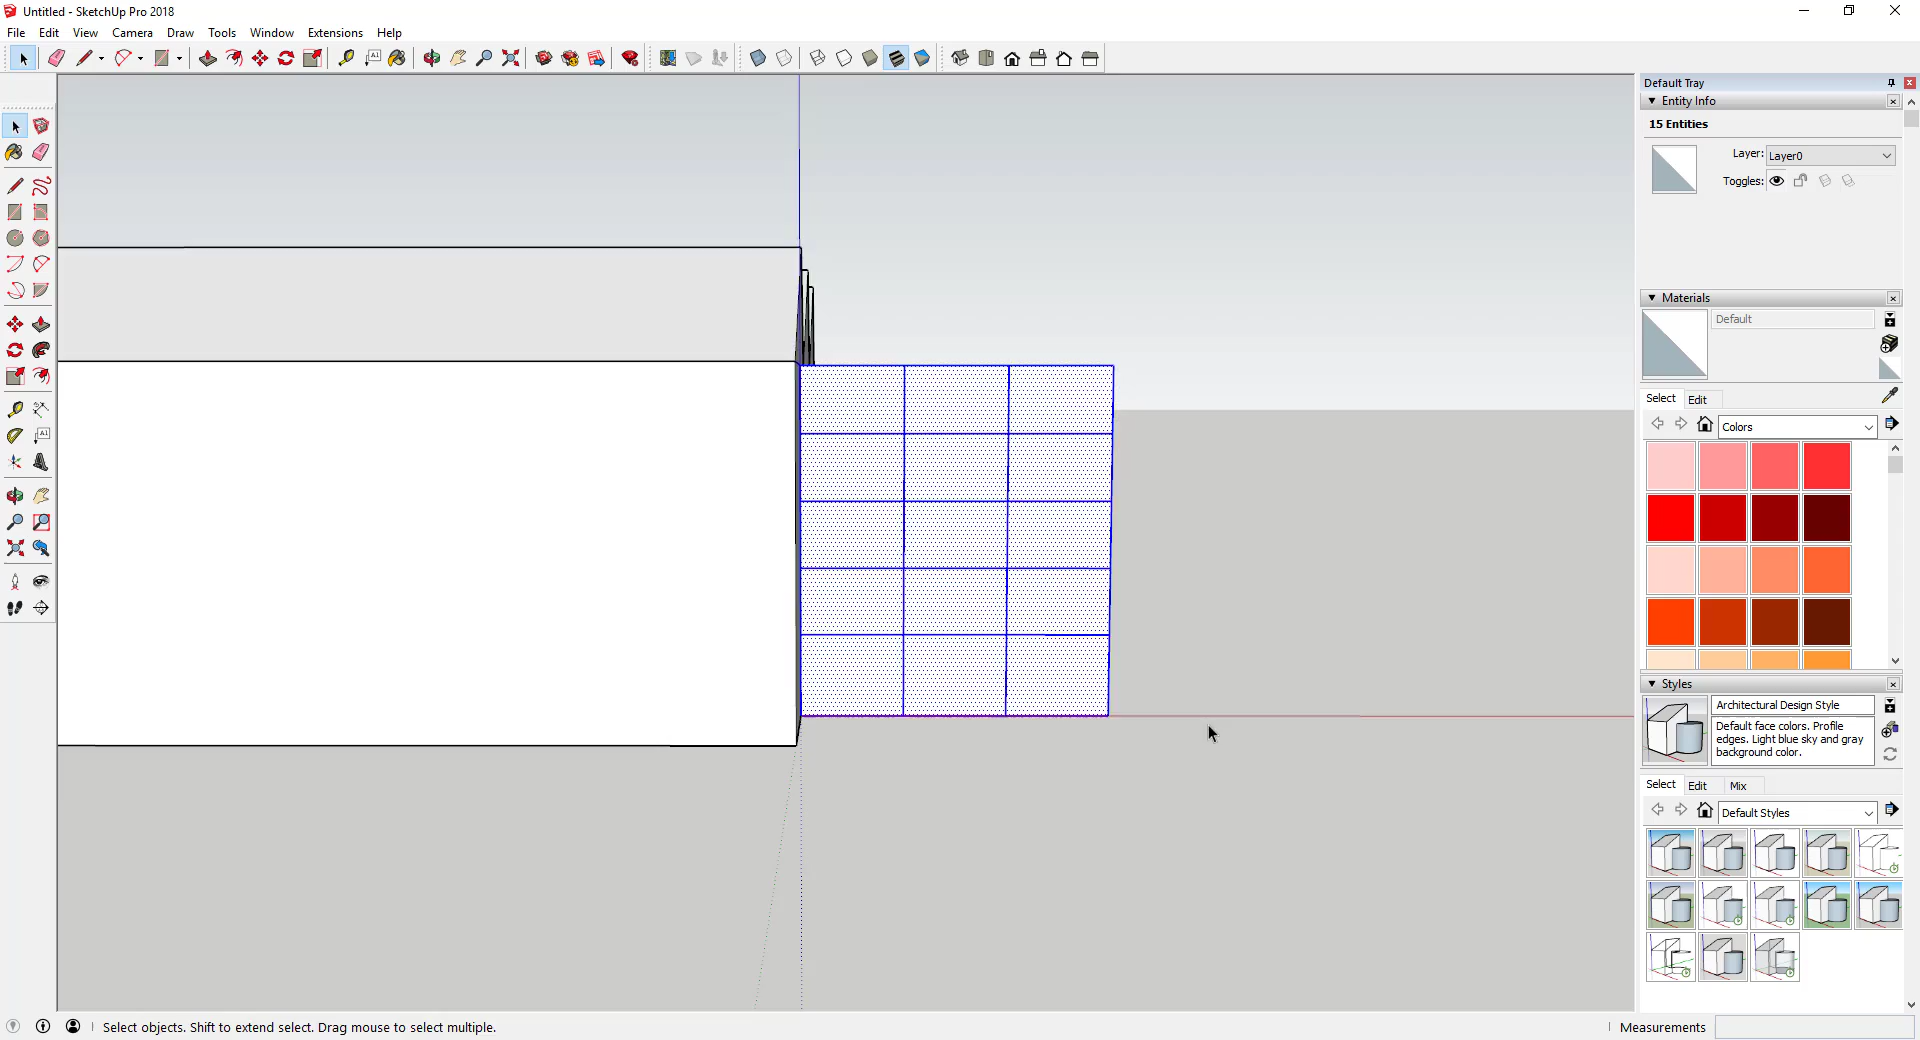 Untitled - SketchUp Pro 2018
File Edit View Camera Draw Tools Window Extensions Help
A1
Default Tray
Entity Info
15 Entities
Layer: Layer0
Toggles:
Materials
Default
Select Edit
Colors
A1
Styles
Architectural Design Style
Default face colors. Profile
edges. Light blue sky and gray
background color.
Select Edit Mix
Default Styles
Select objects. Shift to extend select. Drag mouse to select multiple.
Measurements